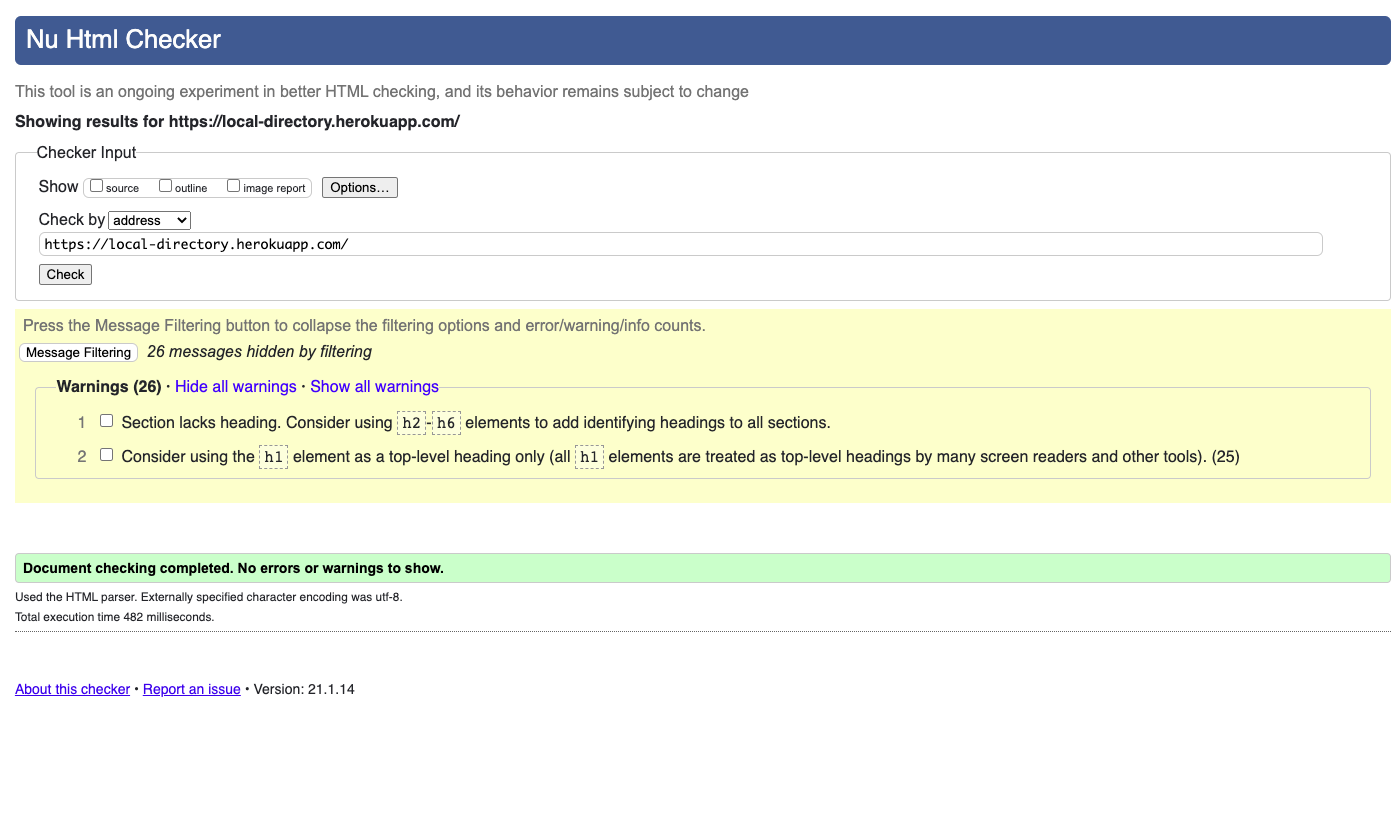 Nu Html Checker
This tool is an ongoing experiment in better HTML checking, and its behavior remains subject to change
Showing results for https://local-directory.herokuapp.com/
Checker Input
Show source outline image report Options…
Check by address
https://local-directory.herokuapp.com/
Check
Press the Message Filtering button to collapse the filtering options and error/warning/info counts.
Message Filtering 26 messages hidden by filtering
Warnings (26) · Hide all warnings · Show all warnings
1 Section lacks heading. Consider using h2-h6 elements to add identifying headings to all sections.
2 Consider using the h1 element as a top-level heading only (all h1 elements are treated as top-level headings by many screen readers and other tools). (25)
Document checking completed. No errors or warnings to show.
Used the HTML parser. Externally specified character encoding was utf-8.
Total execution time 482 milliseconds.
About this checker • Report an issue • Version: 21.1.14